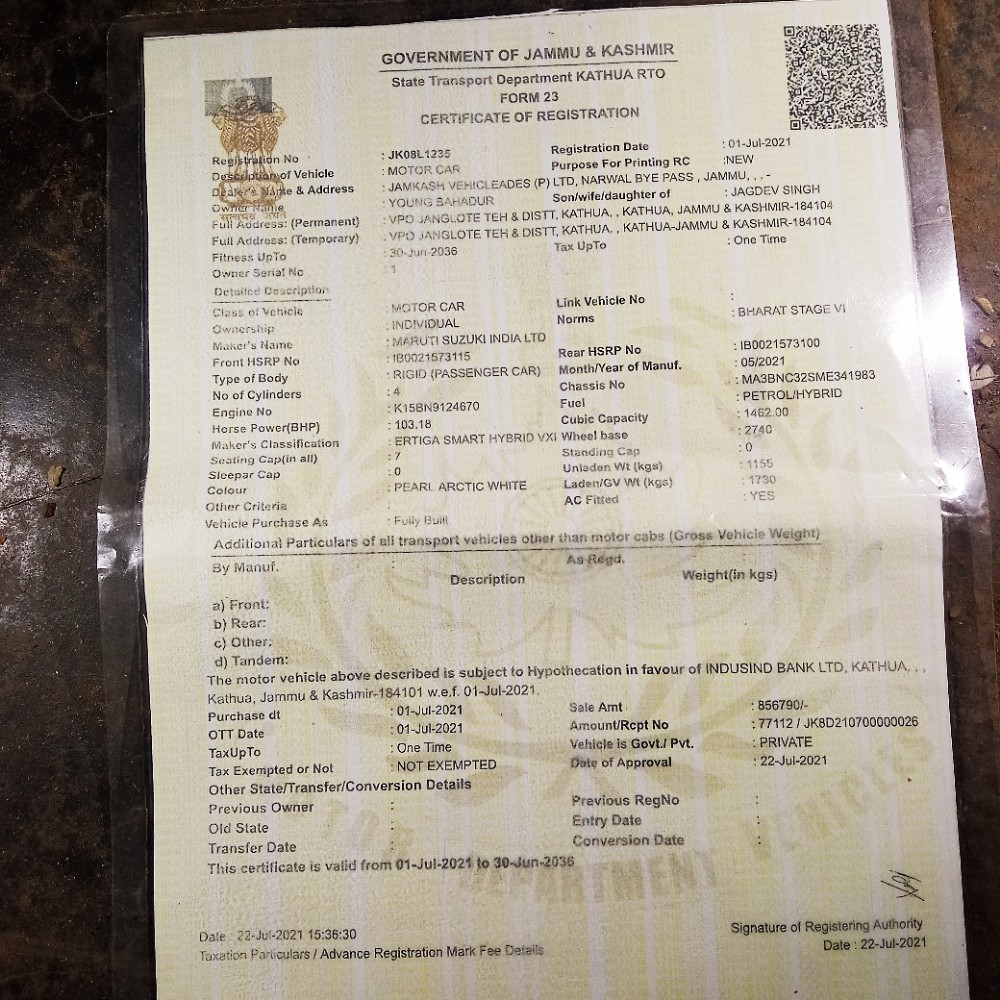 GOVERNMENT OF JAMMU & KASHMIR
State Transport Department KATHUA RTO
FORM 23
CERTIFICATE OF REGISTRATION
सत्यमेव जयते
Registration No : JK08L1235 Registration Date : 01-Jul-2021
Description of Vehicle : MOTOR CAR Purpose For Printing RC :NEW
Dealer's Name & Address : JAMKASH VEHICLEADES (P) LTD, NARWAL BYE PASS , JAMMU, , , -
Owner Name : YOUNG BAHADUR Son/wife/daughter of : JAGDEV SINGH
Full Address: (Permanent) : VPO JANGLOTE TEH & DISTT, KATHUA, , KATHUA, JAMMU & KASHMIR-184104
Full Address: (Temporary) : VPO JANGLOTE TEH & DISTT, KATHUA, , KATHUA-JAMMU & KASHMIR-184104
Fitness UpTo : 30-Jun-2036 Tax UpTo : One Time
Owner Serial No : 1
Detailed Description
Class of Vehicle : MOTOR CAR Link Vehicle No :
Ownership : INDIVIDUAL Norms : BHARAT STAGE VI
Maker's Name : MARUTI SUZUKI INDIA LTD
Front HSRP No : IB0021573115 Rear HSRP No : IB0021573100
Type of Body : RIGID (PASSENGER CAR) Month/Year of Manuf. : 05/2021
No of Cylinders : 4 Chassis No : MA3BNC32SME341983
Engine No : K15BN9124670 Fuel : PETROL/HYBRID
Horse Power(BHP) : 103.18 Cubic Capacity : 1462.00
Maker's Classification : ERTIGA SMART HYBRID VXI Wheel base : 2740
Seating Cap(in all) : 7 Standing Cap : 0
Sleepar Cap : 0 Unladen Wt (kgs) : 1155
Colour : PEARL ARCTIC WHITE Laden/GV Wt (kgs) : 1730
Other Criteria : AC Fitted : YES
Vehicle Purchase As : Fully Built
Additional Particulars of all transport vehicles other than motor cabs (Gross Vehicle Weight)
By Manuf. : As Regd. :
Description Weight(in kgs)
a) Front:
b) Rear:
c) Other:
d) Tandem:
The motor vehicle above described is subject to Hypothecation in favour of INDUSIND BANK LTD, KATHUA, , ,
Kathua, Jammu & Kashmir-184101 w.e.f. 01-Jul-2021.
Purchase dt : 01-Jul-2021 Sale Amt : 856790/-
OTT Date : 01-Jul-2021 Amount/Rcpt No : 77112 / JK8D210700000026
TaxUpTo : One Time Vehicle is Govt./ Pvt. : PRIVATE
Tax Exempted or Not : NOT EXEMPTED Date of Approval : 22-Jul-2021
Other State/Transfer/Conversion Details
Previous Owner : Previous RegNo :
Old State : Entry Date :
Transfer Date : Conversion Date :
This certificate is valid from 01-Jul-2021 to 30-Jun-2036
DEPARTMENT
VEHICLES
Signature of Registering Authority
Date : 22-Jul-2021 15:36:30 Date : 22-Jul-2021
Taxation Particulars / Advance Registration Mark Fee Details